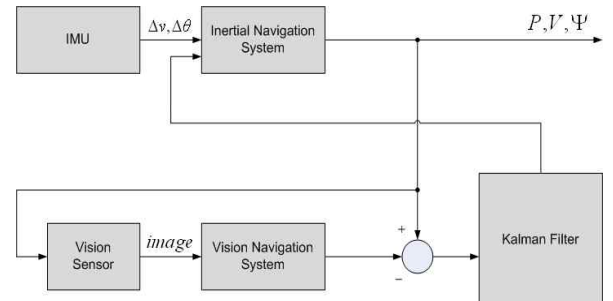 IMU
Δv, Δθ
Inertial Navigation
System
P,V,Ψ
Vision
Sensor
image
Vision Navigation
System
+
−
Kalman Filter